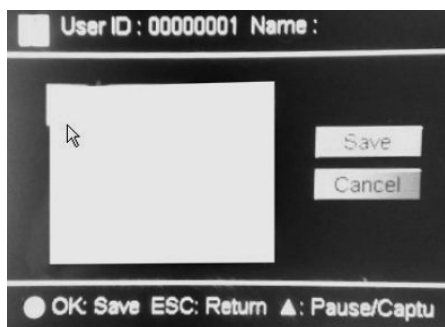 User ID : 00000001 Name :
Save
Cancel
OK: Save ESC: Return ▲: Pause/Captu